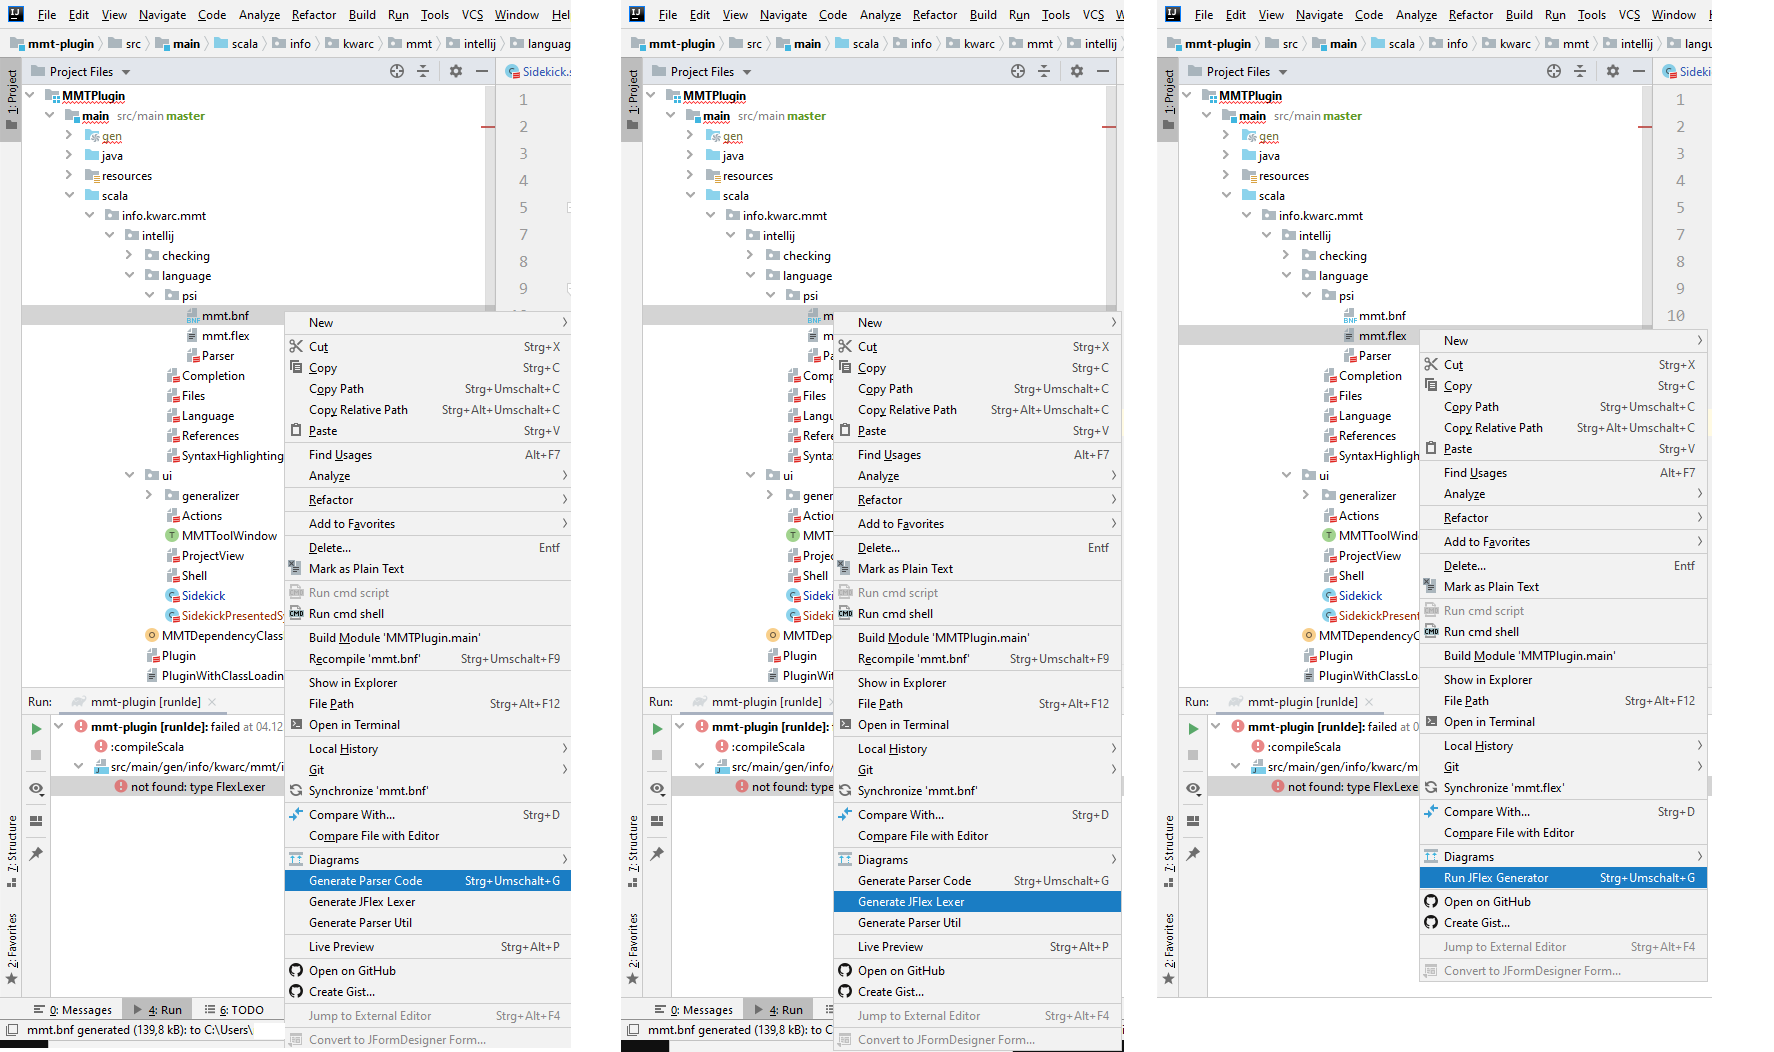 File Edit View Navigate Code Analyze Refactor Build Run Tools VCS Window Hel
mmt-plugin src main scala info kwarc mmt intellij languag
Project Files
Sidekick.s
1: Project
MMTPlugin
main src/main master
gen
java
resources
scala
info.kwarc.mmt
intellij
checking
language
psi
mmt.bnf
mmt.flex
Parser
Completion
Files
Language
References
SyntaxHighlighting
ui
generalizer
Actions
MMTToolWindow
ProjectView
Shell
Sidekick
SidekickPresentedS
MMTDependencyClass
Plugin
PluginWithClassLoadin
1
2
3
4
5
6
7
8
9
New
Cut Strg+X
Copy Strg+C
Copy Path Strg+Umschalt+C
Copy Relative Path Strg+Alt+Umschalt+C
Paste Strg+V
Find Usages Alt+F7
Analyze
Refactor
Add to Favorites
Delete... Entf
Mark as Plain Text
Run cmd script
Run cmd shell
Build Module 'MMTPlugin.main'
Recompile 'mmt.bnf' Strg+Umschalt+F9
Show in Explorer
File Path Strg+Alt+F12
Open in Terminal
Local History
Git
Synchronize 'mmt.bnf'
Compare With... Strg+D
Compare File with Editor
Diagrams
Generate Parser Code Strg+Umschalt+G
Generate JFlex Lexer
Generate Parser Util
Live Preview Strg+Alt+P
Open on GitHub
Create Gist...
Jump to External Editor Strg+Alt+F4
Convert to JFormDesigner Form...
Run: mmt-plugin [runIde]
mmt-plugin [runIde]: failed at 04.12
:compileScala
src/main/gen/info/kwarc/mmt/i
not found: type FlexLexer
7: Structure
2: Favorites
0: Messages 4: Run 6: TODO
mmt.bnf generated (139,8 kB): to C:\Users\
File Edit View Navigate Code Analyze Refactor Build Run Tools VCS W
mmt-plugin src main scala info kwarc mmt intellij
Project Files
1: Project
MMTPlugin
main src/main master
gen
java
resources
scala
info.kwarc.mmt
intellij
checking
language
psi
m
m
Pa
Comp
Files
Langu
Refere
Synta
ui
gener
Action
MMT
Projec
Shell
Sideki
Sideki
MMTDep
Plugin
PluginWi
New
Cut Strg+X
Copy Strg+C
Copy Path Strg+Umschalt+C
Copy Relative Path Strg+Alt+Umschalt+C
Paste Strg+V
Find Usages Alt+F7
Analyze
Refactor
Add to Favorites
Delete... Entf
Mark as Plain Text
Run cmd script
Run cmd shell
Build Module 'MMTPlugin.main'
Recompile 'mmt.bnf' Strg+Umschalt+F9
Show in Explorer
File Path Strg+Alt+F12
Open in Terminal
Local History
Git
Synchronize 'mmt.bnf'
Compare With... Strg+D
Compare File with Editor
Diagrams
Generate Parser Code Strg+Umschalt+G
Generate JFlex Lexer
Generate Parser Util
Live Preview Strg+Alt+P
Open on GitHub
Create Gist...
Jump to External Editor Strg+Alt+F4
Convert to JFormDesigner Form...
Run: mmt-plugin [runIde]
mmt-plugin [runIde]:
:compileScala
src/main/gen/info/
not found: type
7: Structure
2: Favorites
0: Messages 4: Run
mmt.bnf generated (139,8 kB): to C
File Edit View Navigate Code Analyze Refactor Build Run Tools VCS Window
mmt-plugin src main scala info kwarc mmt intellij langu
Project Files
Sideki
1: Project
MMTPlugin
main src/main master
gen
java
resources
scala
info.kwarc.mmt
intellij
checking
language
psi
mmt.bnf
mmt.flex
Parser
Completion
Files
Language
References
SyntaxHighligh
ui
generalizer
Actions
MMTToolWind
ProjectView
Shell
Sidekick
SidekickPresent
MMTDependencyC
Plugin
PluginWithClassLoa
1
2
3
4
5
6
7
8
9
10
New
Cut Strg+X
Copy Strg+C
Copy Path Strg+Umschalt+C
Copy Relative Path Strg+Alt+Umschalt+C
Paste Strg+V
Find Usages Alt+F7
Analyze
Refactor
Add to Favorites
Delete... Entf
Mark as Plain Text
Run cmd script
Run cmd shell
Build Module 'MMTPlugin.main'
Show in Explorer
File Path Strg+Alt+F12
Open in Terminal
Local History
Git
Synchronize 'mmt.flex'
Compare With... Strg+D
Compare File with Editor
Diagrams
Run JFlex Generator Strg+Umschalt+G
Open on GitHub
Create Gist...
Jump to External Editor Strg+Alt+F4
Convert to JFormDesigner Form...
Run: mmt-plugin [runIde]
mmt-plugin [runIde]: failed at 0
:compileScala
src/main/gen/info/kwarc/m
not found: type FlexLexe
7: Structure
2: Favorites